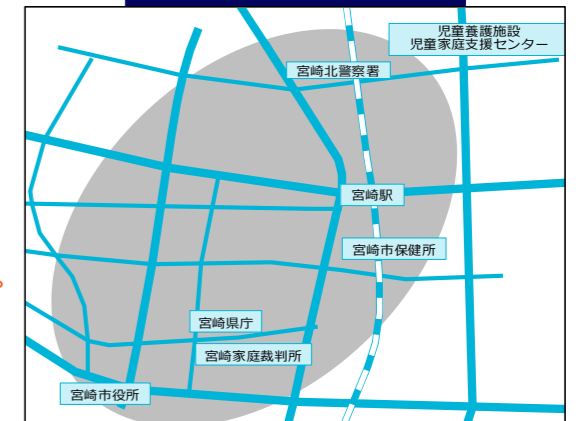 児童養護施設
児童家庭支援センター
宮崎北警察署
宮崎駅
宮崎市保健所
宮崎県庁
宮崎家庭裁判所
宮崎市役所